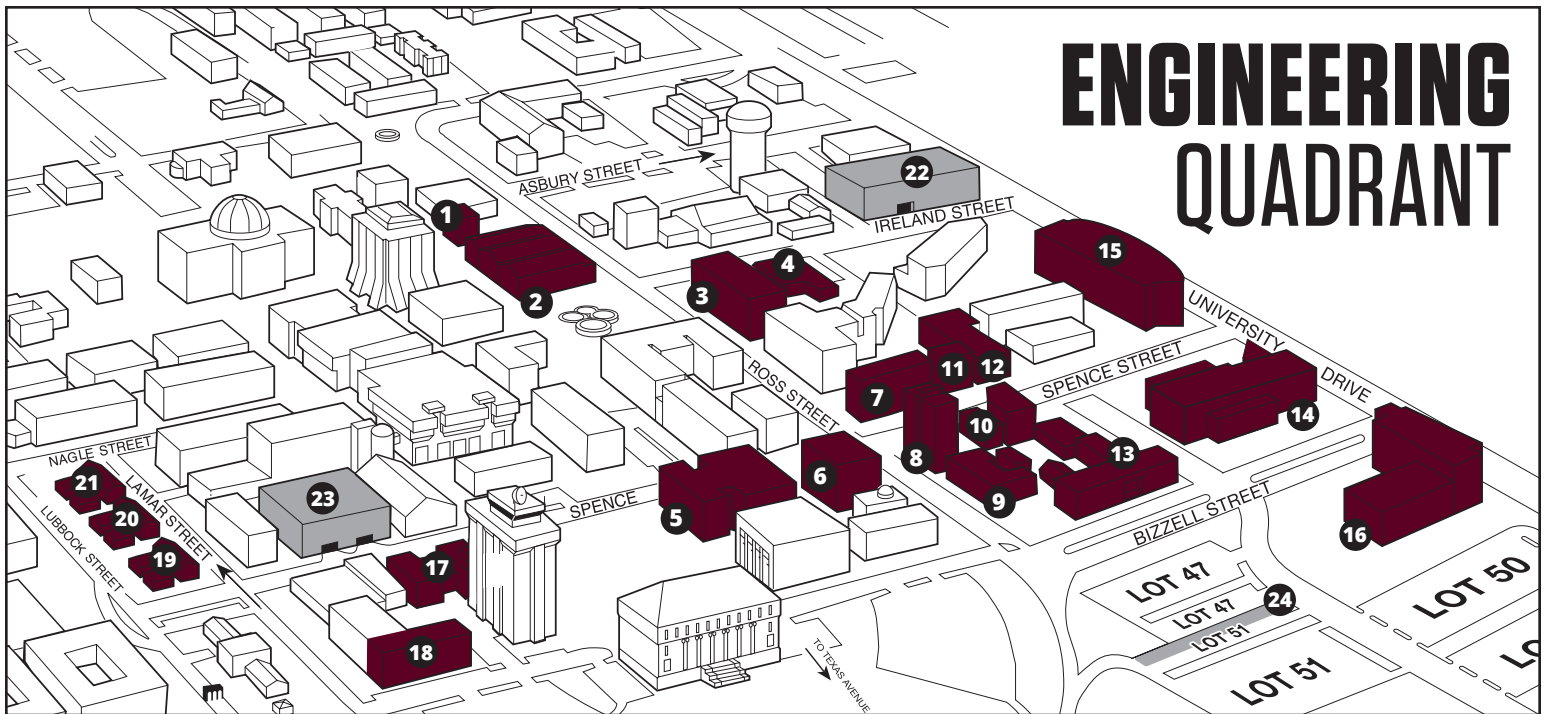 ENGINEERING
QUADRANT
ASBURY STREET
22
IRELAND STREET
1
2
3
4
15
UNIVERSITY
DRIVE
ROSS STREET
11
12
SPENCE STREET
7
10
14
8
13
9
NAGLE STREET
21
LAMAR STREET
23
SPENCE
5
6
20
LUBBOCK STREET
19
17
18
BIZZELL STREET
16
LOT 47
LOT 50
LOT 47
24
LOT 51
LOT 51
LO
TO TEXAS AVENUE